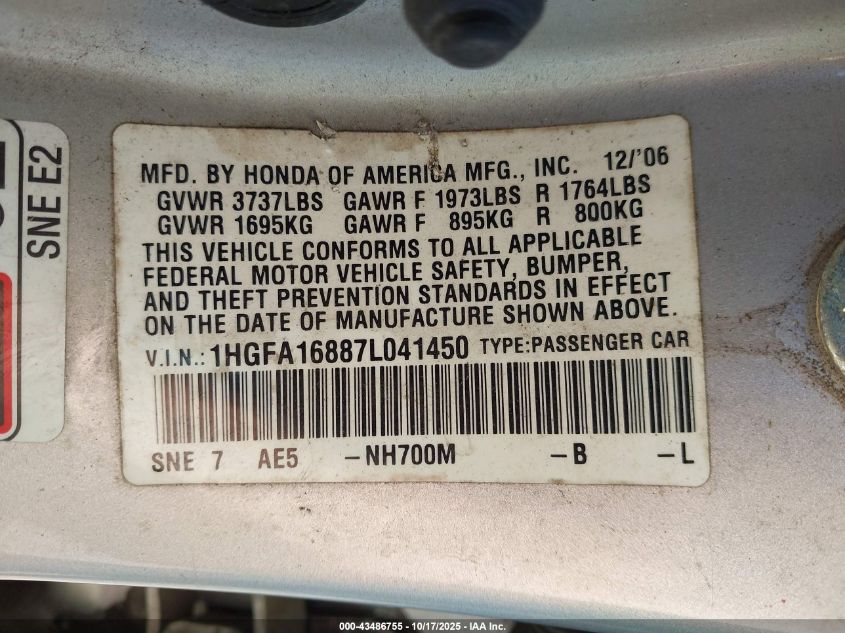 SNE E2
MFD. BY HONDA OF AMERICA MFG., INC. 12/'06
GVWR 3737LBS GAWR F 1973LBS R 1764LBS
GVWR 1695KG GAWR F 895KG R 800KG
THIS VEHICLE CONFORMS TO ALL APPLICABLE
FEDERAL MOTOR VEHICLE SAFETY, BUMPER,
AND THEFT PREVENTION STANDARDS IN EFFECT
ON THE DATE OF MANUFACTURE SHOWN ABOVE.
V.I.N.: 1HGFA16887L041450 TYPE:PASSENGER CAR
SNE 7 AE5 -NH700M -B -L
000-43486755 - 10/17/2025 - IAA Inc.